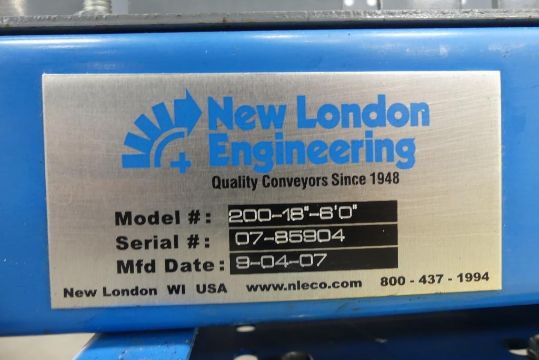 New London
Engineering
Quality Conveyors Since 1948
Model #: 200-18"-6'0"
Serial #: 07-85904
Mfd Date: 9-04-07
New London WI USA www.nleco.com 800 - 437 - 1994